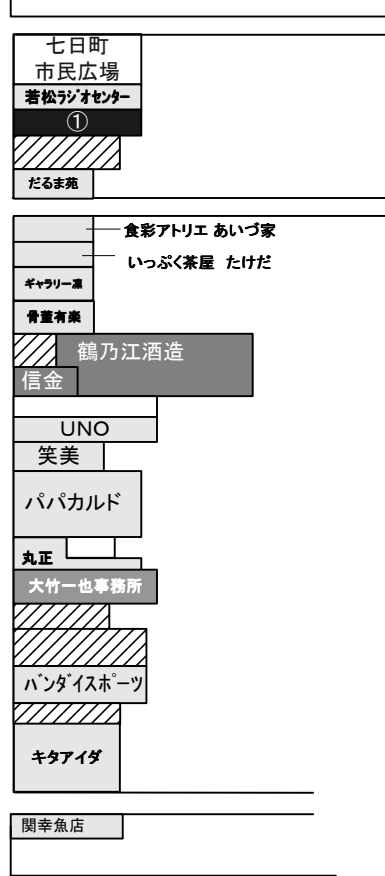 七日町
市民広場
若松ラジオセンター
①
だるま苑
食彩アトリエ あいづ家
いっぷく茶屋 たけだ
ギャラリー凛
骨董有楽
鶴乃江酒造
信金
UNO
笑美
パパカルド
丸正
大竹一也事務所
バンダイスポーツ
キタアイダ
関幸魚店